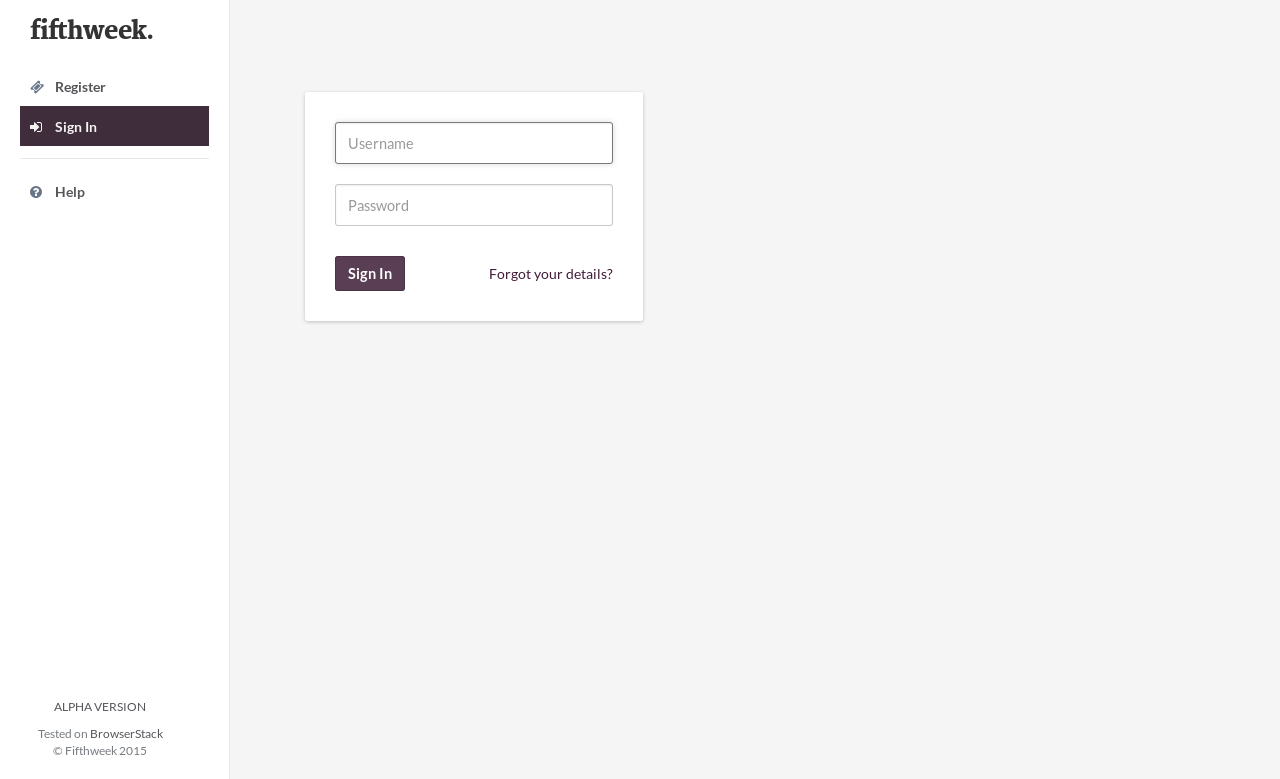 fifthweek.
Register
Sign In
Help
Username
Password
Sign In
Forgot your details?
ALPHA VERSION
Tested on BrowserStack
© Fifthweek 2015